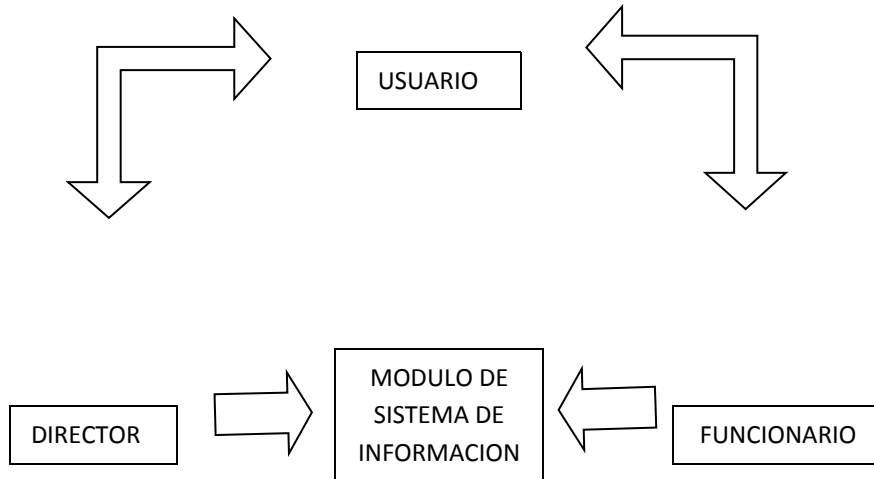 USUARIO
DIRECTOR
MODULO DE
SISTEMA DE
INFORMACION
FUNCIONARIO